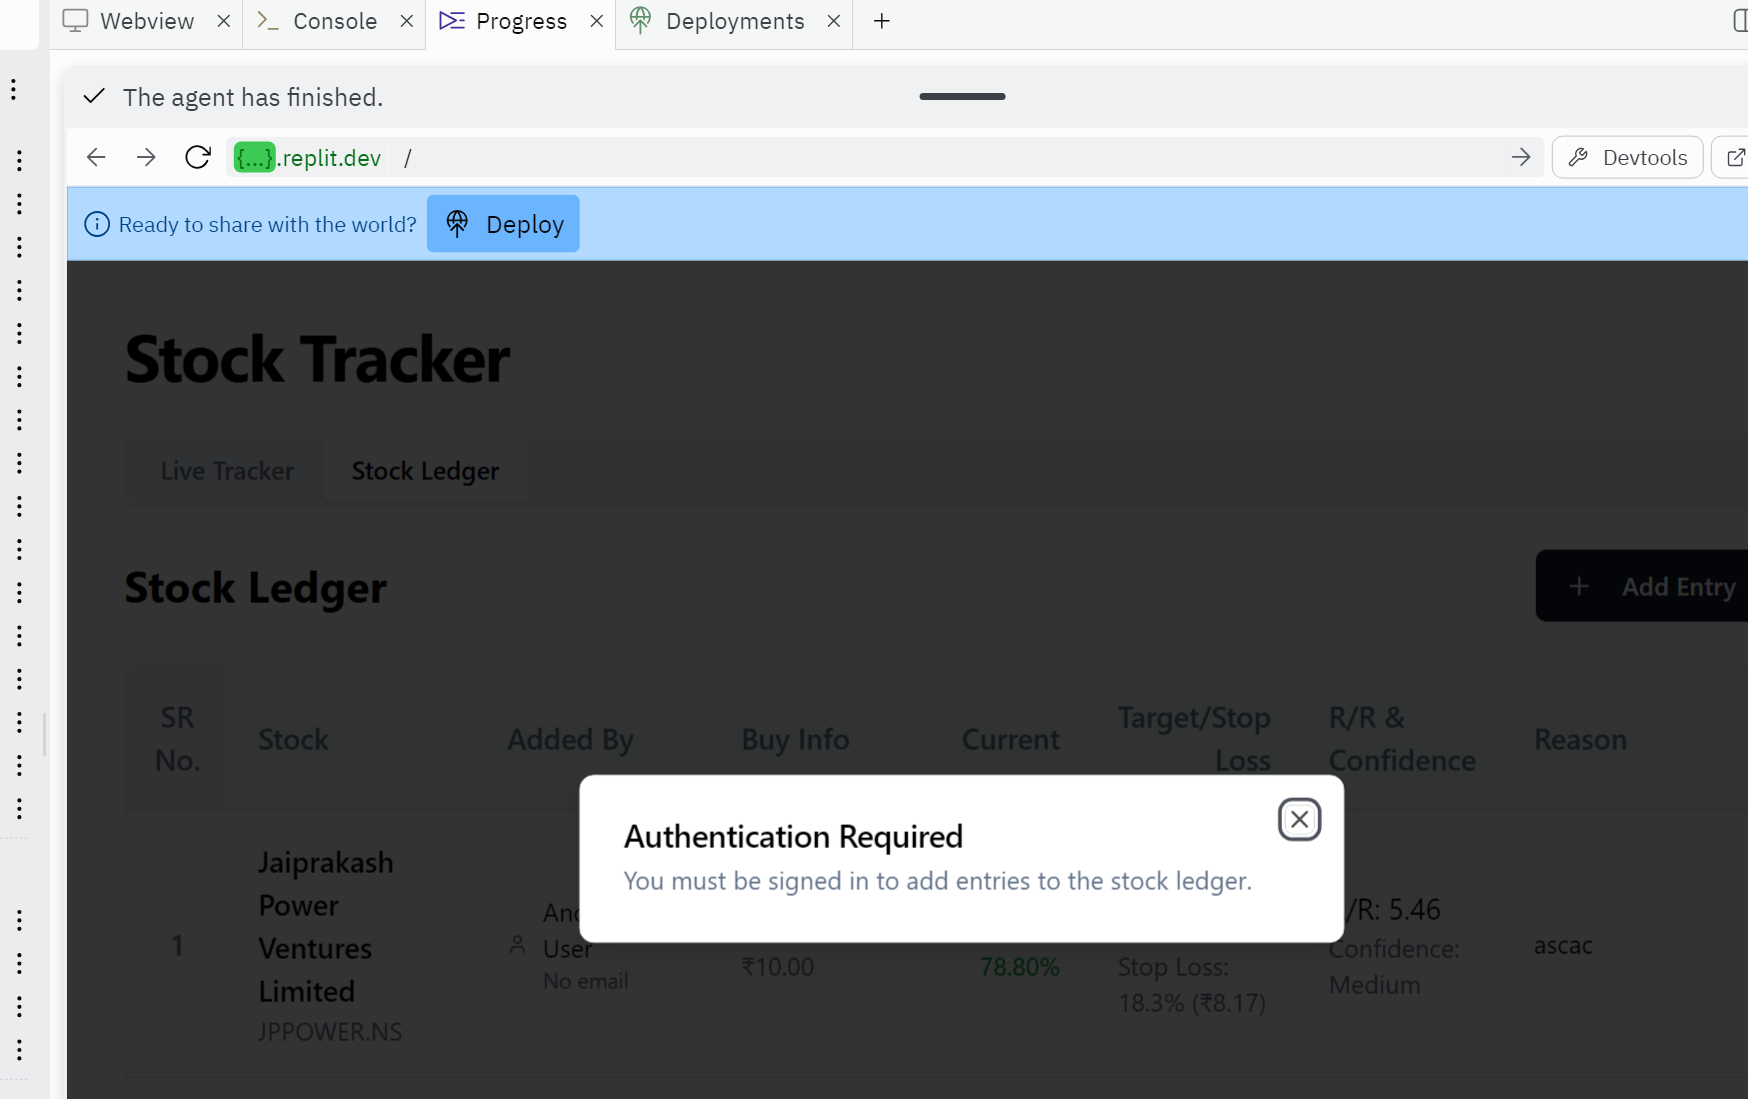 Webview
Console
Progress
Deployments
The agent has finished.
{...}.replit.dev /
Devtools
Ready to share with the world?
Deploy
Stock Tracker
Live Tracker
Stock Ledger
Stock Ledger
+ Add Entry
SR No.
Stock
Added By
Buy Info
Current
Target/Stop Loss
R/R & Confidence
Reason
Authentication Required
You must be signed in to add entries to the stock ledger.
1
Jaiprakash
Power
Ventures
Limited
JPPOWER.NS
User
No email
₹10.00
78.80%
Stop Loss:
18.3% (₹8.17)
/R: 5.46
Confidence:
Medium
ascac